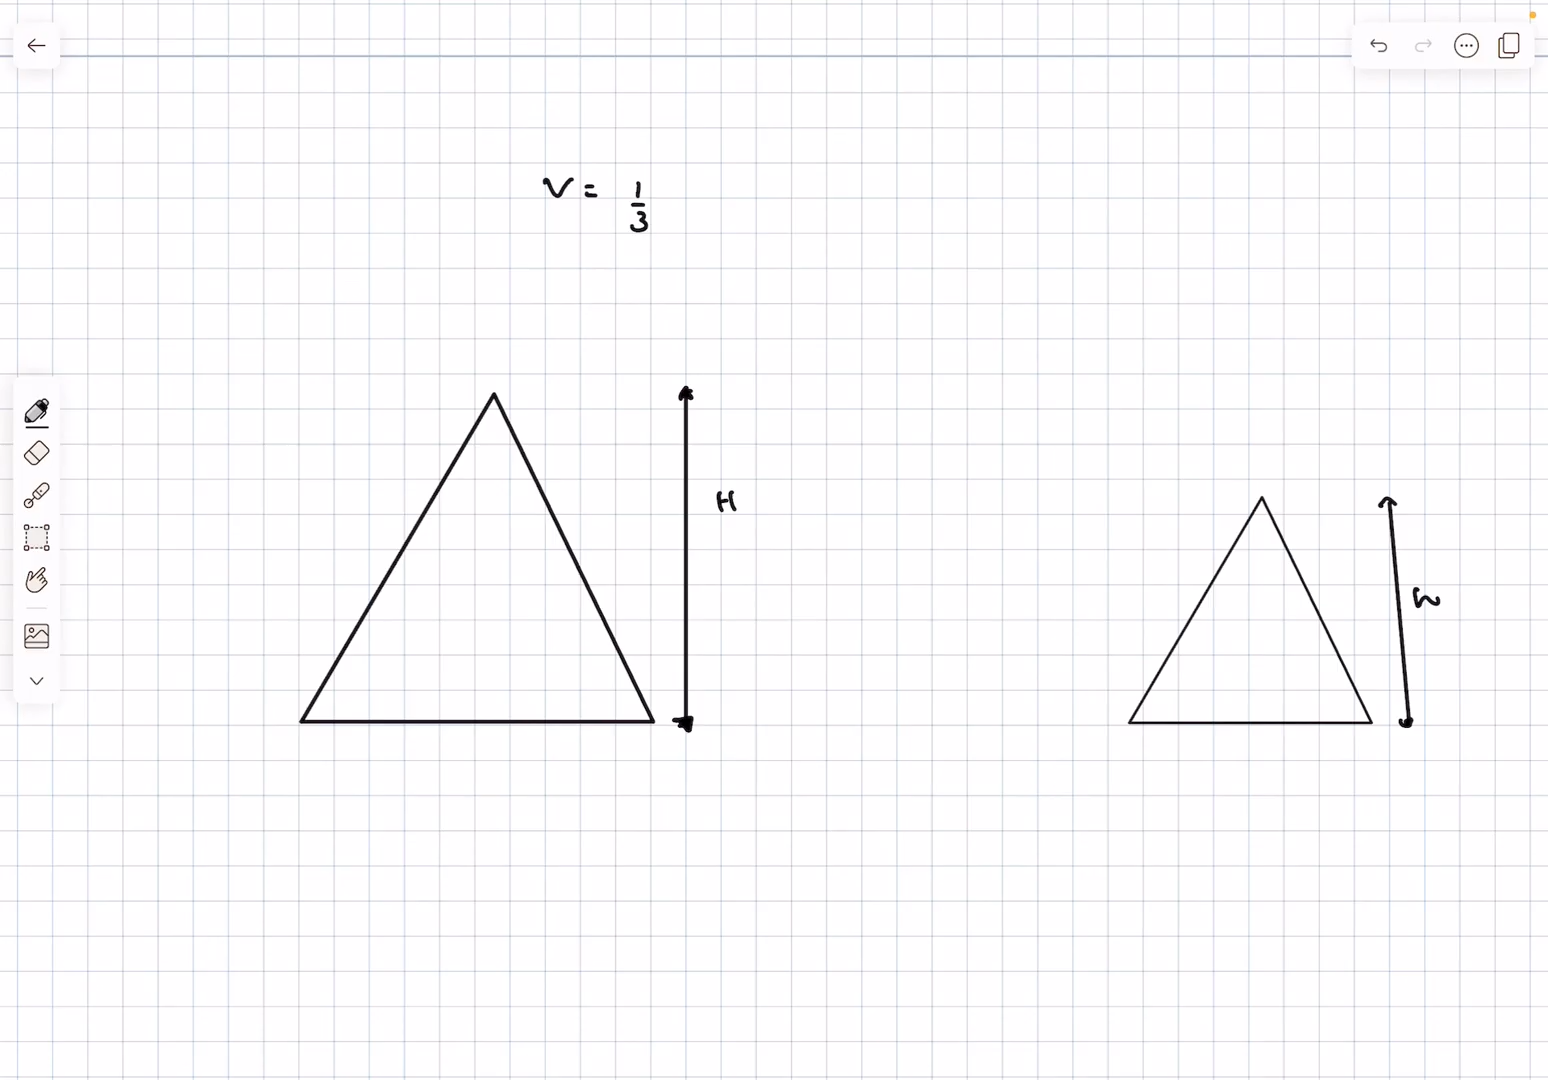 V = 1/3
H
h